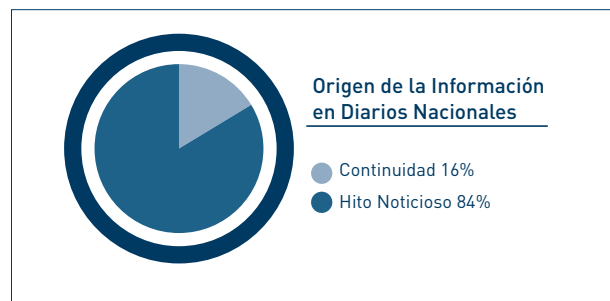 Origen de la Información
en Diarios Nacionales
Continuidad 16%
Hito Noticioso 84%